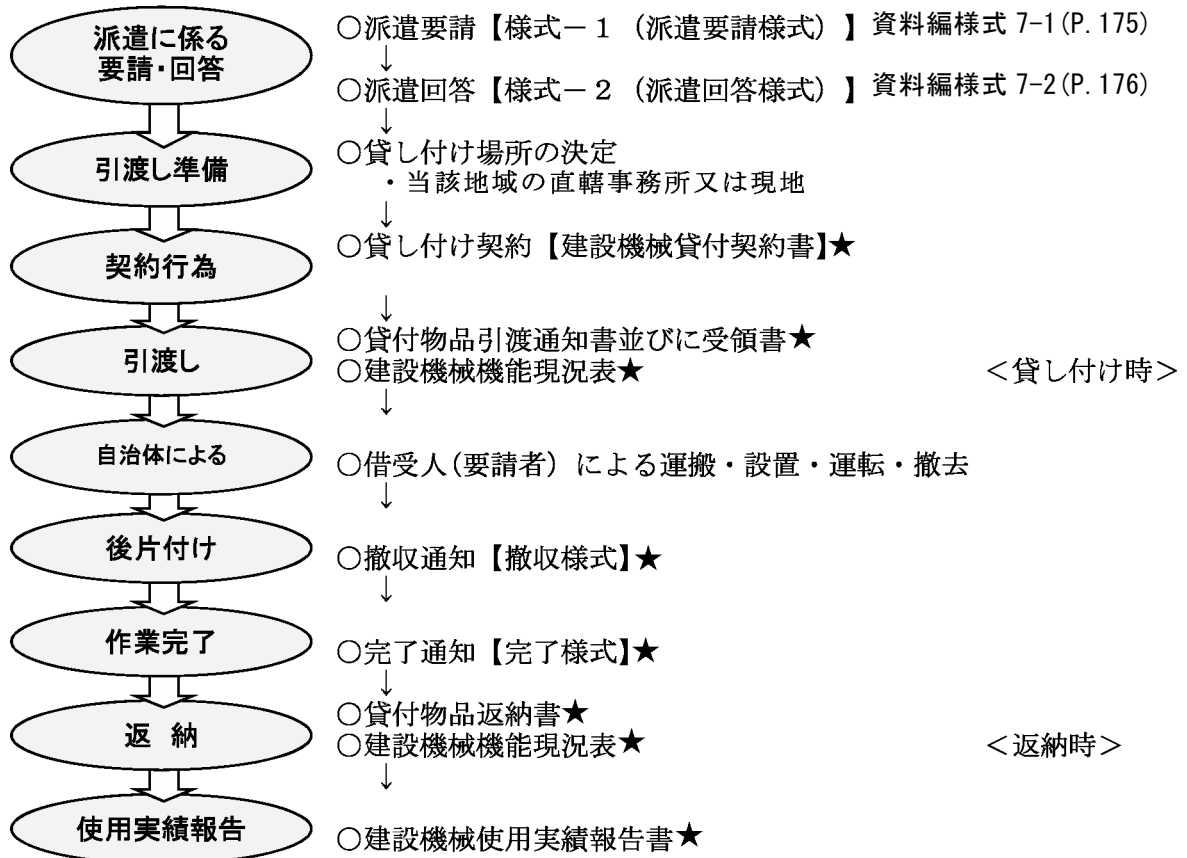 派遣に係る
要請・回答
○派遣要請【様式－１（派遣要請様式）】 資料編様式 7-1(P.175)
↓
○派遣回答【様式－２（派遣回答様式）】 資料編様式 7-2(P.176)
↓
引渡し準備
○貸し付け場所の決定
・当該地域の直轄事務所又は現地
↓
契約行為
○貸し付け契約【建設機械貸付契約書】★
↓
引渡し
○貸付物品引渡通知書並びに受領書★
○建設機械機能現況表★ ＜貸し付け時＞
↓
自治体による
○借受人(要請者）による運搬・設置・運転・撤去
↓
後片付け
○撤収通知【撤収様式】★
↓
作業完了
○完了通知【完了様式】★
↓
返 納
○貸付物品返納書★
○建設機械機能現況表★ ＜返納時＞
↓
使用実績報告
○建設機械使用実績報告書★